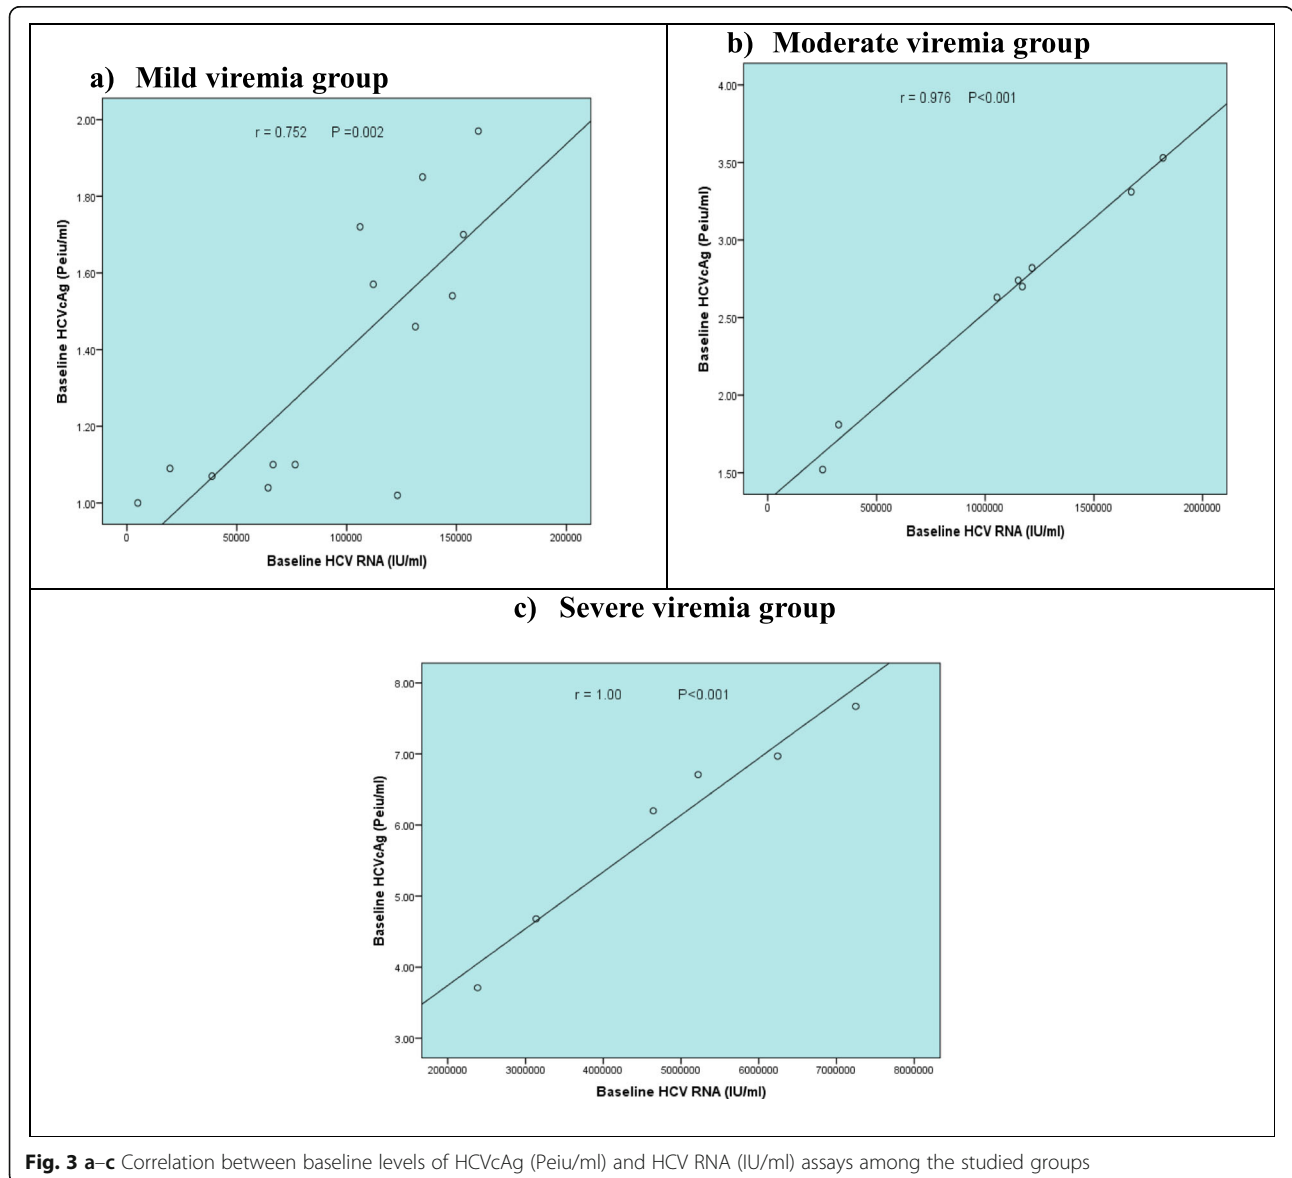 a) Mild viremia group
r = 0.752 P =0.002
Baseline HCVcAg (Peiu/ml)
2.00
1.80
1.60
1.40
1.20
1.00
0 50000 100000 150000 200000
Baseline HCV RNA (IU/ml)
b) Moderate viremia group
r = 0.976 P<0.001
Baseline HCVcAg (Peiu/ml)
4.00
3.50
3.00
2.50
2.00
1.50
0 500000 1000000 1500000 2000000
Baseline HCV RNA (IU/ml)
c) Severe viremia group
r = 1.00 P<0.001
Baseline HCVcAg (Peiu/ml)
8.00
7.00
6.00
5.00
4.00
3.00
2000000 3000000 4000000 5000000 6000000 7000000 8000000
Baseline HCV RNA (IU/ml)
Fig. 3 a–c Correlation between baseline levels of HCVcAg (Peiu/ml) and HCV RNA (IU/ml) assays among the studied groups